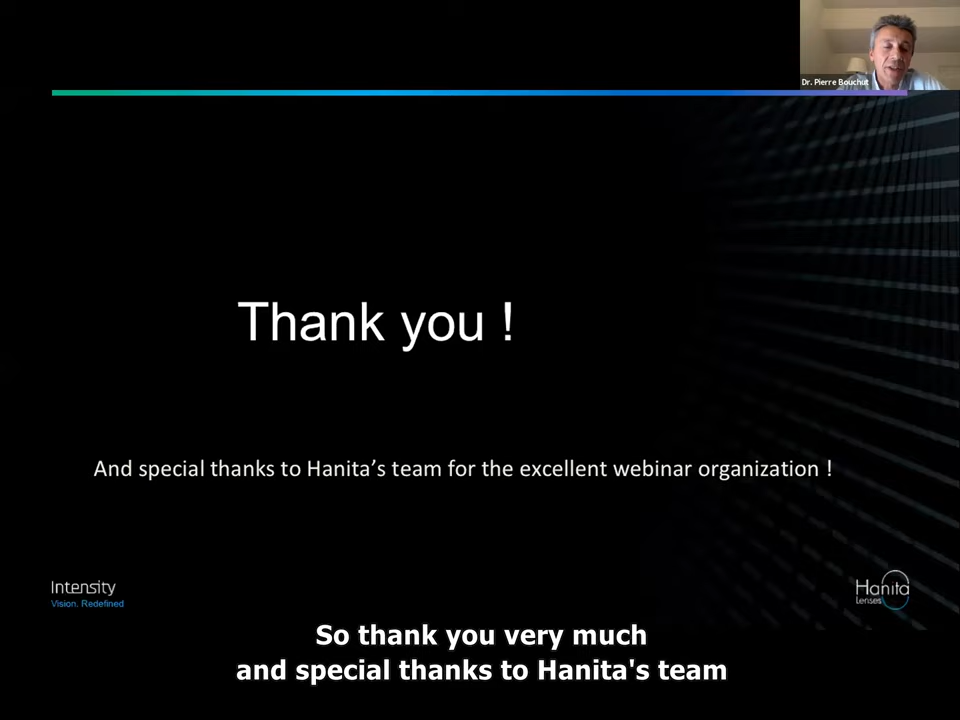 Dr. Pierre Bouchut
Thank you !
And special thanks to Hanita’s team for the excellent webinar organization !
Intensity
Vision. Redefined
Hanita
Lenses
So thank you very much
and special thanks to Hanita's team